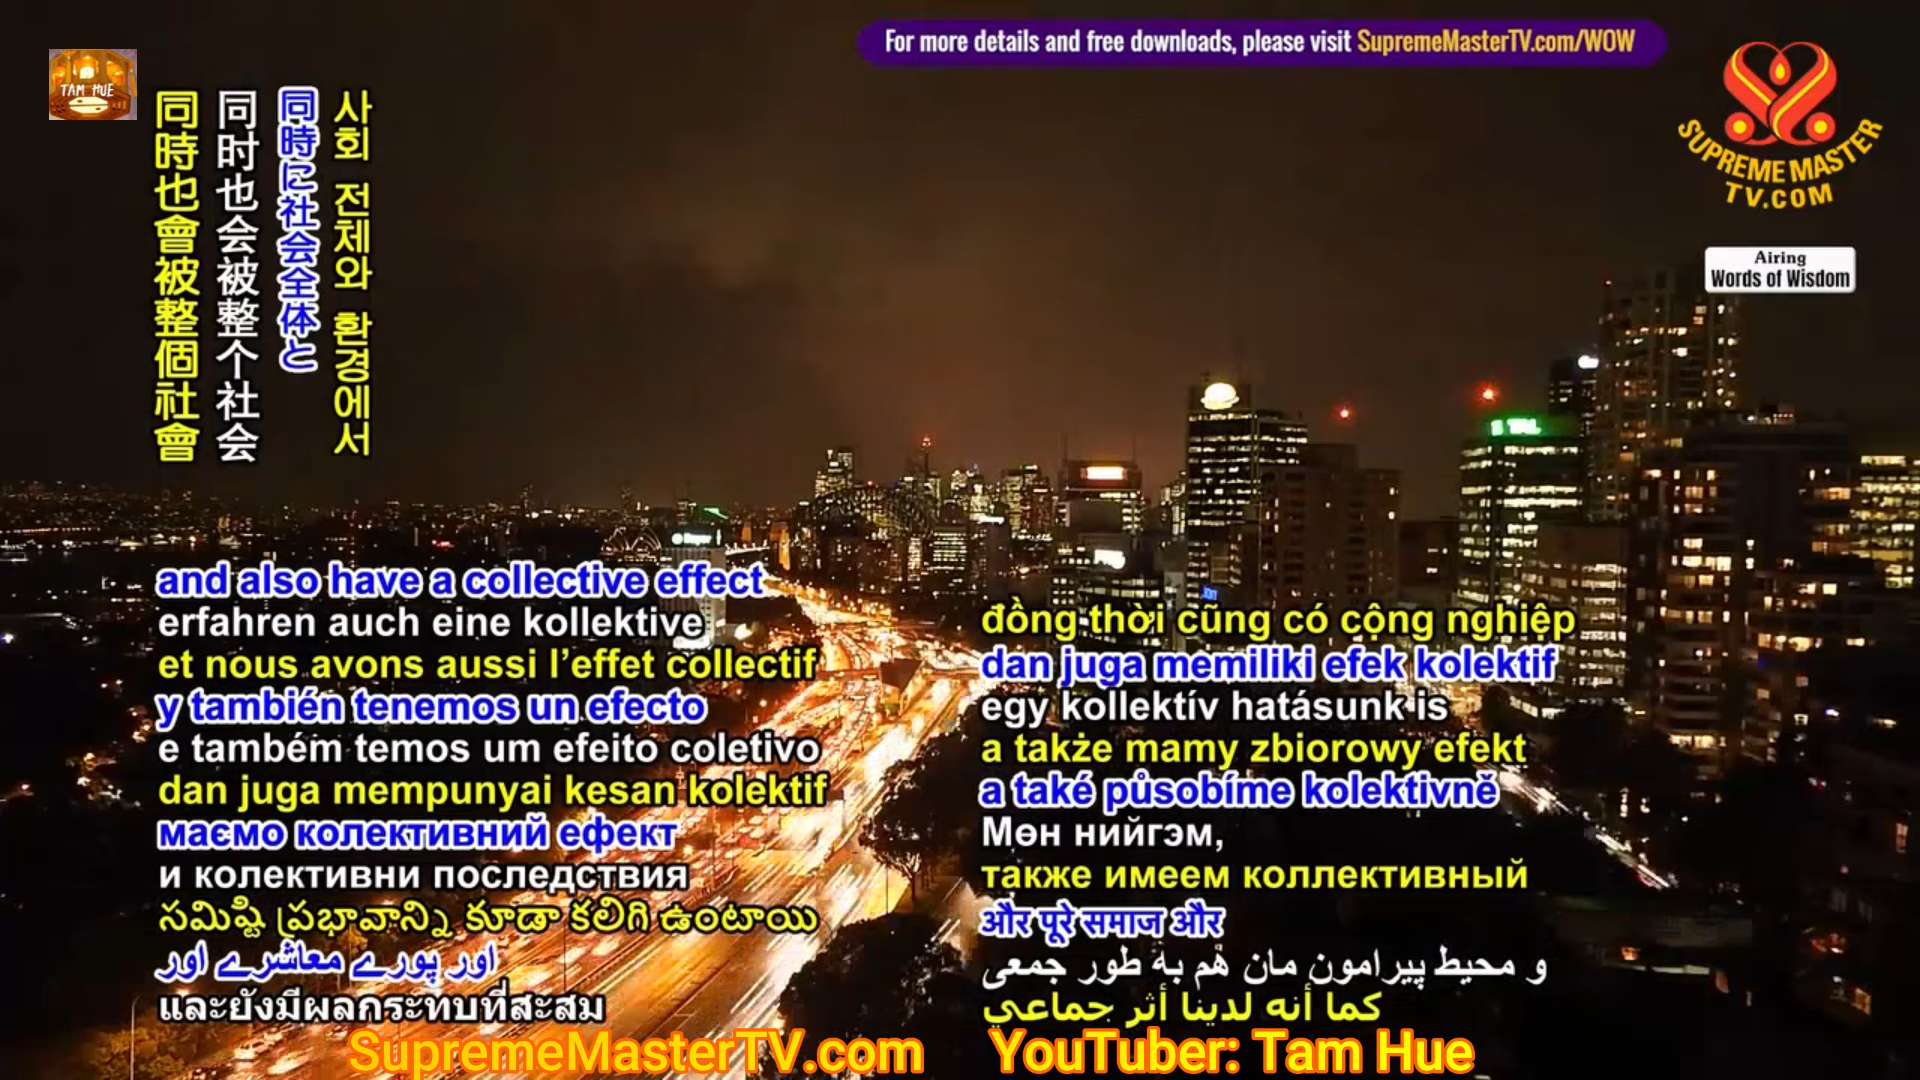 For more details and free downloads, please visit SupremeMasterTV.com/WOW
TAM HUE
SUPREME MASTER
TV.COM
Airing
Words of Wisdom
同時也會被整個社會
同时也会被整个社会
同時に社会全体と
사회 전체와 환경에서
and also have a collective effect
erfahren auch eine kollektive
et nous avons aussi l’effet collectif
y también tenemos un efecto
e também temos um efeito coletivo
dan juga mempunyai kesan kolektif
маємо колективний ефект
и колективни последствия
సమిష్టి ప్రభావాన్ని కూడా కలిగి ఉంటాయి
اور پورے معاشرے اور
และยังมีผลกระทบที่สะสม
đồng thời cũng có cộng nghiệp
dan juga memiliki efek kolektif
egy kollektív hatásunk is
a także mamy zbiorowy efekt
a také působíme kolektivně
Мөн нийгэм,
также имеем коллективный
और पूरे समाज और
و محیط پیرامون مان هم به طور جمعی
كما أنه لدينا أثر جماعي
SupremeMasterTV.com YouTuber: Tam Hue